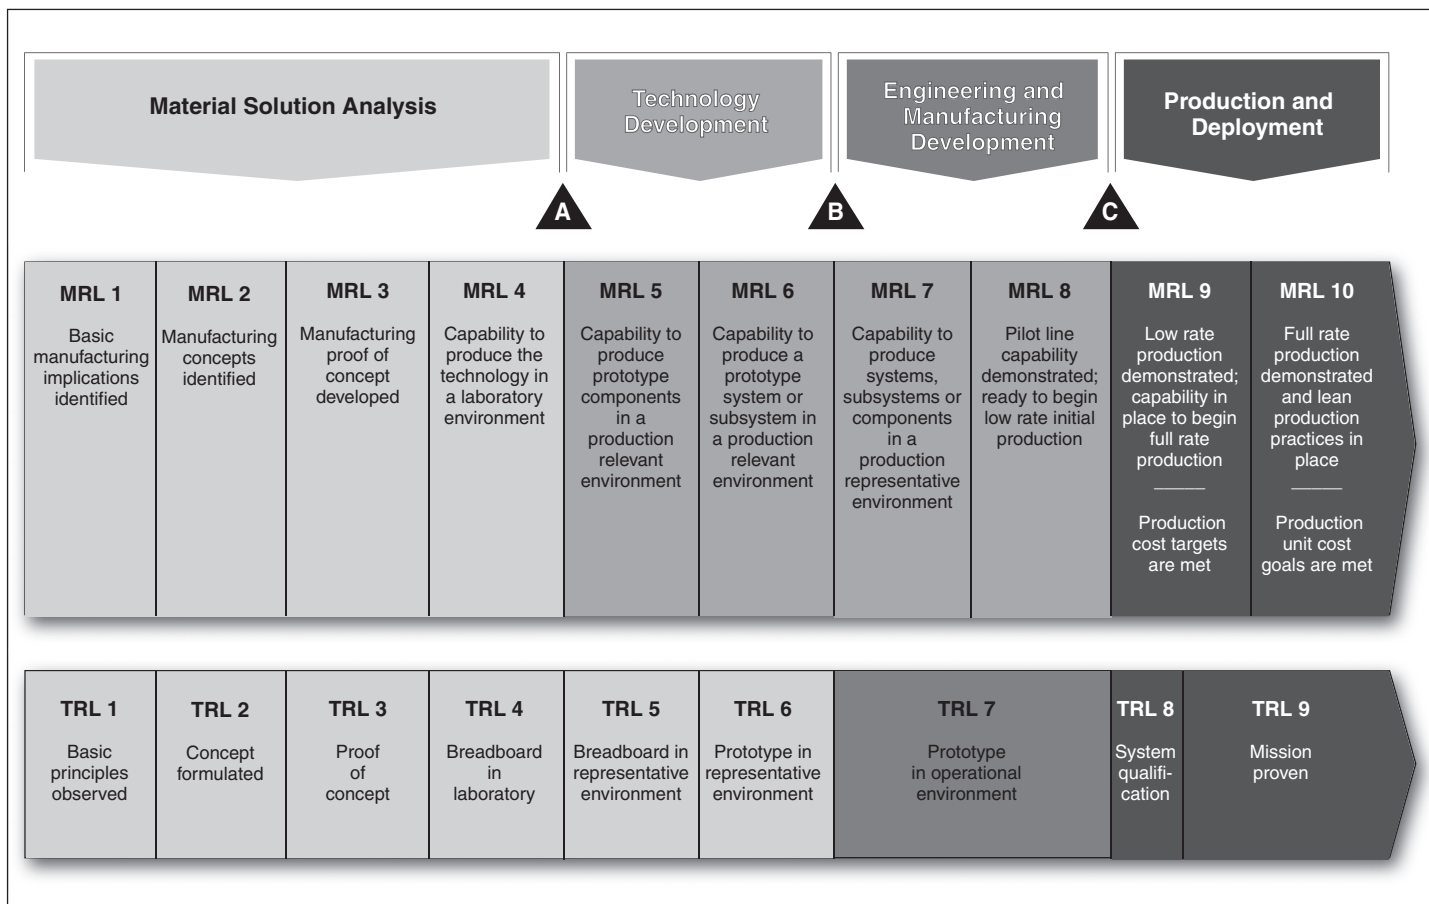 Material Solution Analysis
Technology
Development
Engineering and
Manufacturing
Development
Production and
Deployment
A
B
C
MRL 1
Basic
manufacturing
implications
identified
MRL 2
Manufacturing
concepts
identified
MRL 3
Manufacturing
proof of
concept
developed
MRL 4
Capability to
produce the
technology in
a laboratory
environment
MRL 5
Capability to
produce
prototype
components
in a
production
relevant
environment
MRL 6
Capability to
produce a
prototype
system or
subsystem in
a production
relevant
environment
MRL 7
Capability to
produce
systems,
subsystems or
components
in a
production
representative
environment
MRL 8
Pilot line
capability
demonstrated;
ready to begin
low rate initial
production
MRL 9
Low rate
production
demonstrated;
capability in
place to begin
full rate
production
Production
cost targets
are met
MRL 10
Full rate
production
demonstrated
and lean
production
practices in
place
Production
unit cost
goals are met
TRL 1
Basic
principles
observed
TRL 2
Concept
formulated
TRL 3
Proof
of
concept
TRL 4
Breadboard
in
laboratory
TRL 5
Breadboard in
representative
environment
TRL 6
Prototype in
representative
environment
TRL 7
Prototype
in operational
environment
TRL 8
System
qualifi-
cation
TRL 9
Mission
proven